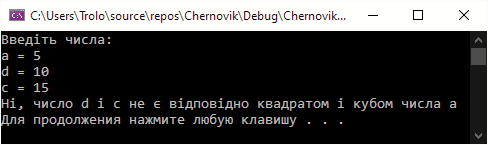 C:\Users\Trolo\source\repos\Chernovik\Debug\Chernovik...
Введіть числа:
a = 5
d = 10
c = 15
Ні, число d і c не є відповідно квадратом і кубом числа a
Для продолжения нажмите любую клавишу . . .